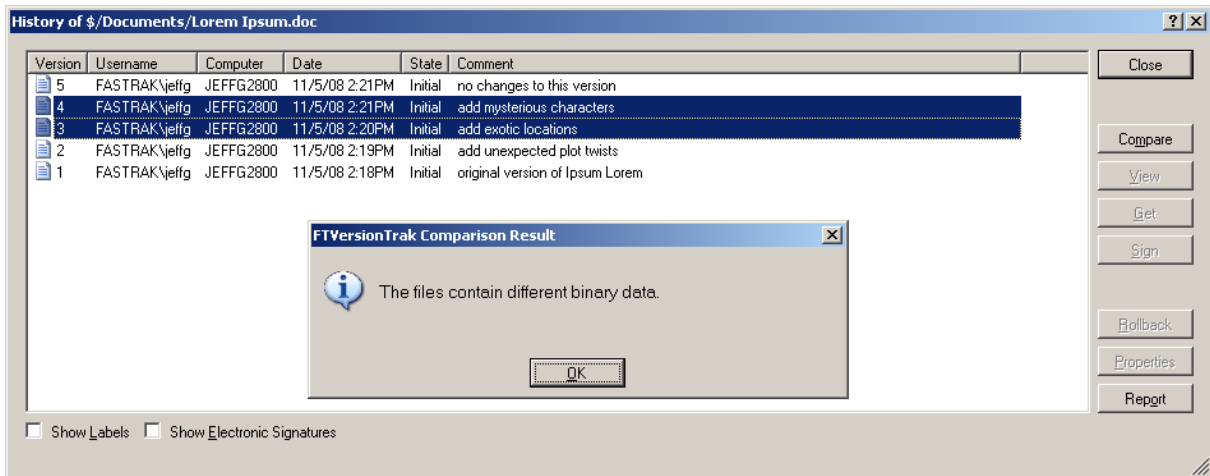 History of $/Documents/Lorem Ipsum.doc
Version Username Computer Date State Comment
5 FASTRAK\jeffg JEFFG2800 11/5/08 2:21PM Initial no changes to this version
4 FASTRAK\jeffg JEFFG2800 11/5/08 2:21PM Initial add mysterious characters
3 FASTRAK\jeffg JEFFG2800 11/5/08 2:20PM Initial add exotic locations
2 FASTRAK\jeffg JEFFG2800 11/5/08 2:19PM Initial add unexpected plot twists
1 FASTRAK\jeffg JEFFG2800 11/5/08 2:18PM Initial original version of Ipsum Lorem
FTVersionTrak Comparison Result
The files contain different binary data.
OK
Close
Compare
View
Get
Sign
Rollback
Properties
Report
Show Labels Show Electronic Signatures